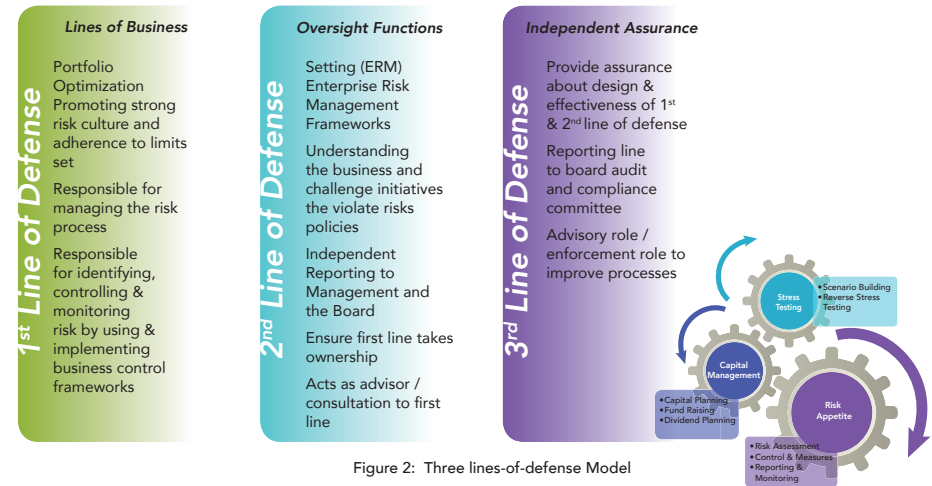 Lines of Business
1st Line of Defense
Portfolio
Optimization
Promoting strong
risk culture and
adherence to limits
set
Responsible for
managing the risk
process
Responsible
for identifying,
controlling &
monitoring
risk by using &
implementing
business control
frameworks
Oversight Functions
2nd Line of Defense
Setting (ERM)
Enterprise Risk
Management
Frameworks
Understanding
the business and
challenge initiatives
the violate risks
policies
Independent
Reporting to
Management and
the Board
Ensure first line takes
ownership
Acts as advisor /
consultation to first
line
Independent Assurance
3rd Line of Defense
Provide assurance
about design &
effectiveness of 1st
& 2nd line of defense
Reporting line
to board audit
and compliance
committee
Advisory role /
enforcement role to
improve processes
Stress
Testing
•Scenario Building
•Reverse Stress
Testing
Capital
Management
•Capital Planning
•Fund Raising
•Dividend Planning
Risk
Appetite
•Risk Assessment
•Control & Measures
•Reporting &
Monitoring
Figure 2: Three lines-of-defense Model